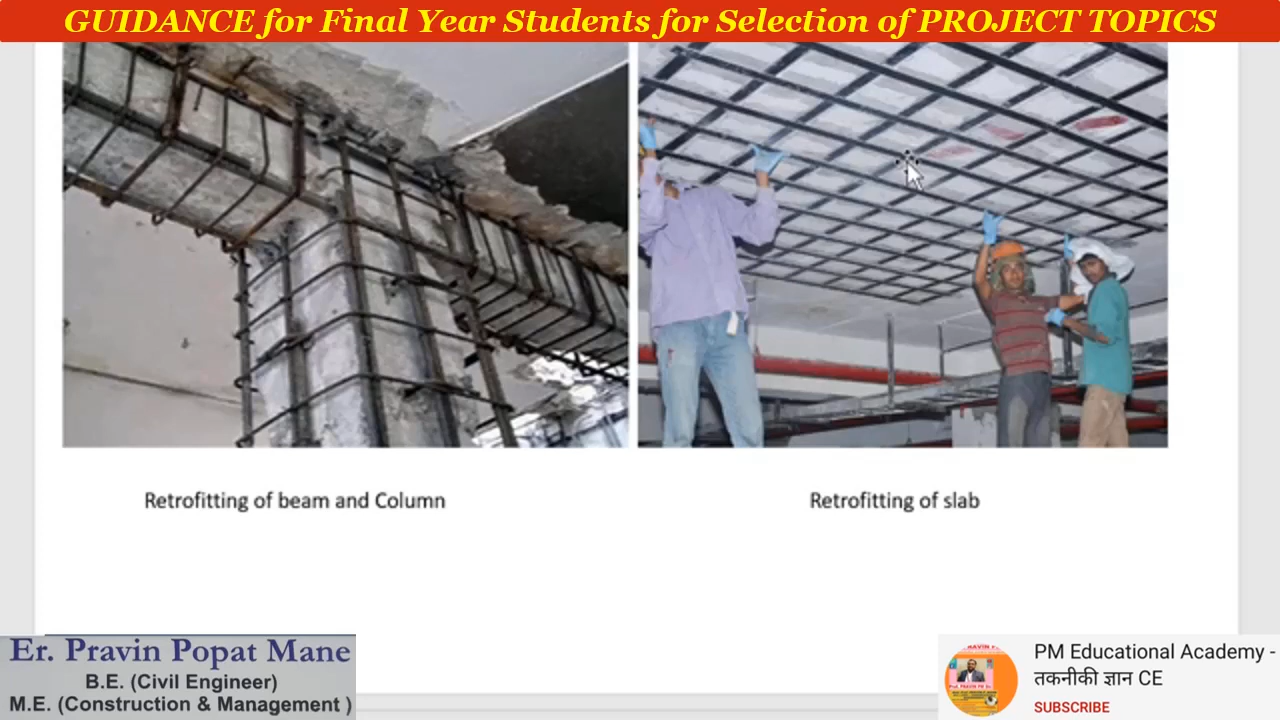 GUIDANCE for Final Year Students for Selection of PROJECT TOPICS
Retrofitting of beam and Column
Retrofitting of slab
Er. Pravin Popat Mane
B.E. (Civil Engineer)
M.E. (Construction & Management )
PM Educational Academy -
तकनीकी ज्ञान CE
SUBSCRIBE